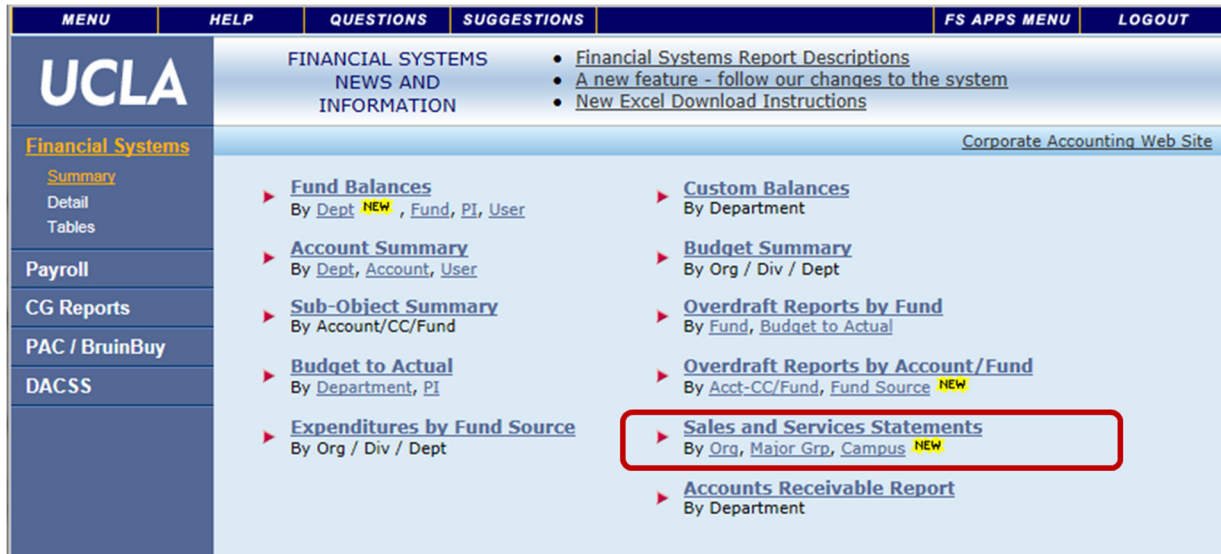 MENU HELP QUESTIONS SUGGESTIONS FS APPS MENU LOGOUT
UCLA
FINANCIAL SYSTEMS
NEWS AND
INFORMATION
• Financial Systems Report Descriptions
• A new feature - follow our changes to the system
• New Excel Download Instructions
Corporate Accounting Web Site
Financial Systems
Summary
Detail
Tables
Payroll
CG Reports
PAC / BruinBuy
DACSS
Fund Balances
By Dept NEW , Fund, PI, User
Account Summary
By Dept, Account, User
Sub-Object Summary
By Account/CC/Fund
Budget to Actual
By Department, PI
Expenditures by Fund Source
By Org / Div / Dept
Custom Balances
By Department
Budget Summary
By Org / Div / Dept
Overdraft Reports by Fund
By Fund, Budget to Actual
Overdraft Reports by Account/Fund
By Acct-CC/Fund, Fund Source NEW
Sales and Services Statements
By Org, Major Grp, Campus NEW
Accounts Receivable Report
By Department